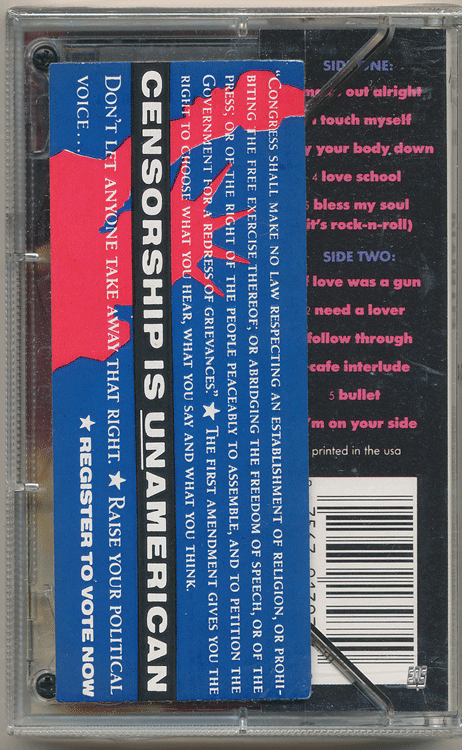 “CONGRESS SHALL MAKE NO LAW RESPECTING AN ESTABLISHMENT OF RELIGION, OR PROHI-
BITING THE FREE EXERCISE THEREOF; OR ABRIDGING THE FREEDOM OF SPEECH, OR OF THE
PRESS; OR OF THE RIGHT OF THE PEOPLE PEACEABLY TO ASSEMBLE, AND TO PETITION THE
GOVERNMENT FOR A REDRESS OF GRIEVANCES.” ★ THE FIRST AMENDMENT GIVES YOU THE
RIGHT TO CHOOSE WHAT YOU HEAR, WHAT YOU SAY AND WHAT YOU THINK.
CENSORSHIP IS UNAMERICAN
DON'T LET ANYONE TAKE AWAY THAT RIGHT. ★ RAISE YOUR POLITICAL
VOICE.... ★ REGISTER TO VOTE NOW
SIDE ONE:
out alright
i touch myself
your body down
4 love school
5 bless my soul
(it's rock-n-roll)
SIDE TWO:
if love was a gun
2 need a lover
follow through
cafe interlude
5 bullet
i'm on your side
printed in the usa